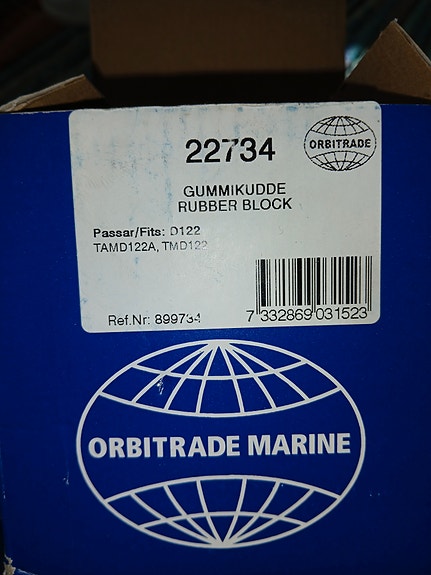 22734
ORBITRADE
GUMMIKUDDE
RUBBER BLOCK
Passar/Fits: D122
TAMD122A, TMD122
Ref.Nr: 899734
7 332869 031523
ORBITRADE MARINE